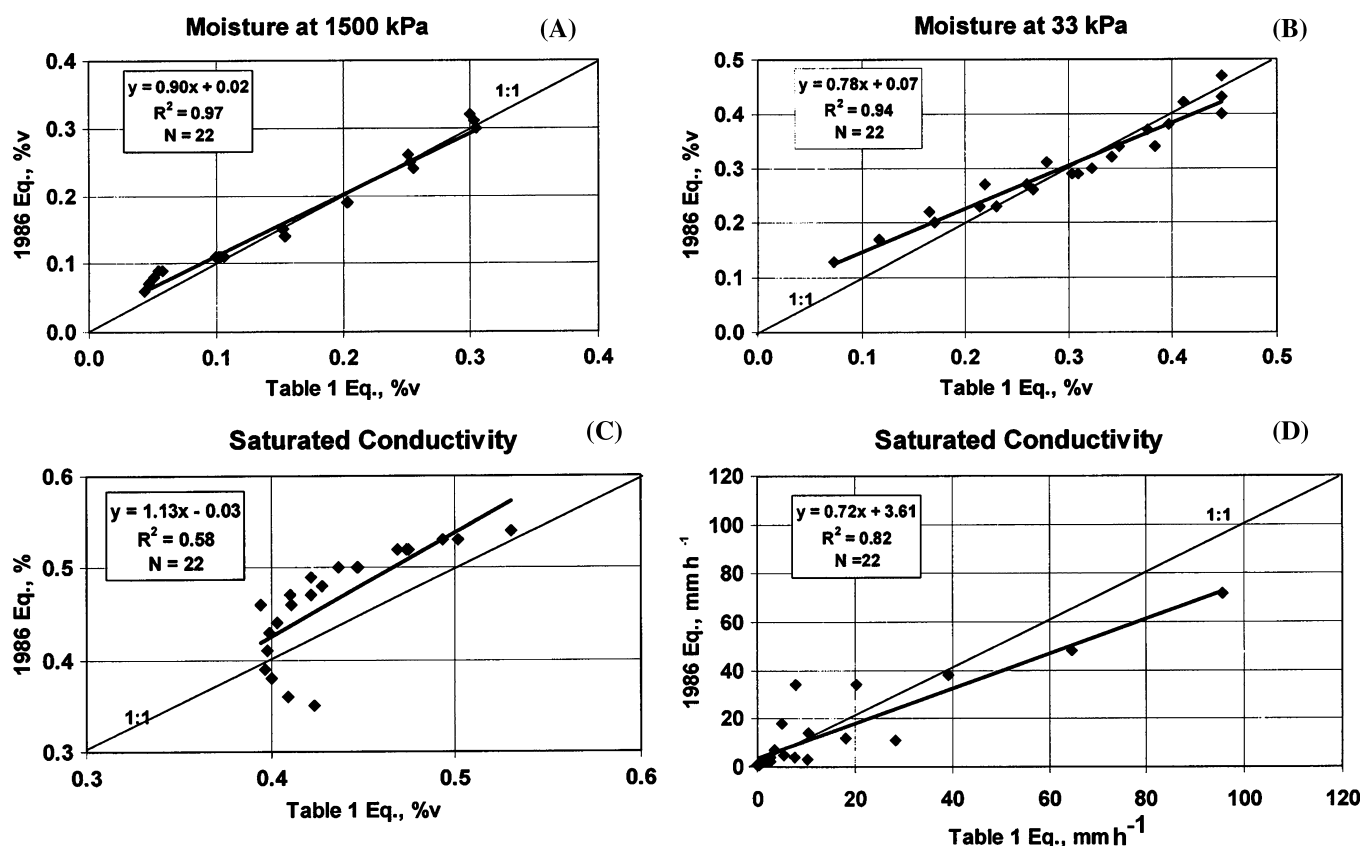 Moisture at 1500 kPa (A)
0.4
0.3
0.2
0.1
0.0
1986 Eq., %v
y = 0.90x + 0.02
R² = 0.97
N = 22
1:1
0.0 0.1 0.2 0.3 0.4
Table 1 Eq., %v
Moisture at 33 kPa (B)
0.5
0.4
0.3
0.2
0.1
0.0
1986 Eq., %v
y = 0.78x + 0.07
R² = 0.94
N = 22
1:1
0.0 0.1 0.2 0.3 0.4 0.5
Table 1 Eq., %v
Saturated Conductivity (C)
0.6
0.5
0.4
0.3
1986 Eq., %
y = 1.13x - 0.03
R² = 0.58
N = 22
1:1
0.3 0.4 0.5 0.6
Table 1 Eq., %v
Saturated Conductivity (D)
120
100
80
60
40
20
0
1986 Eq., mm h⁻¹
y = 0.72x + 3.61
R² = 0.82
N =22
1:1
0 20 40 60 80 100 120
Table 1 Eq., mm h⁻¹